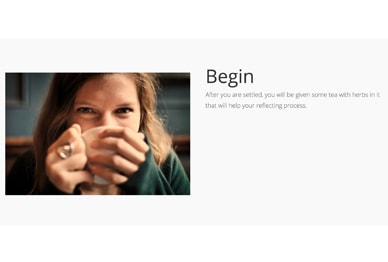 Begin
After you are settled, you will be given some tea with herbs in it
that will help your reflecting process.